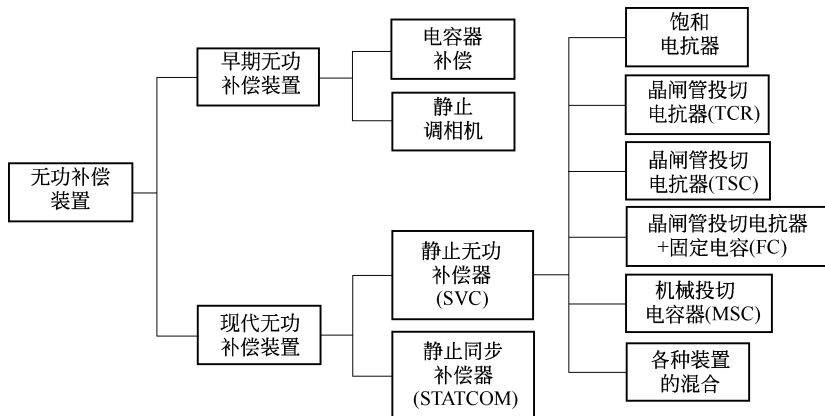 无功补偿
装置
早期无功
补偿装置
电容器
补偿
静止
调相机
现代无功
补偿装置
静止无功
补偿器
(SVC)
静止同步
补偿器
(STATCOM)
饱和
电抗器
晶闸管投切
电抗器(TCR)
晶闸管投切
电抗器(TSC)
晶闸管投切电抗器
+固定电容(FC)
机械投切
电容器(MSC)
各种装置
的混合